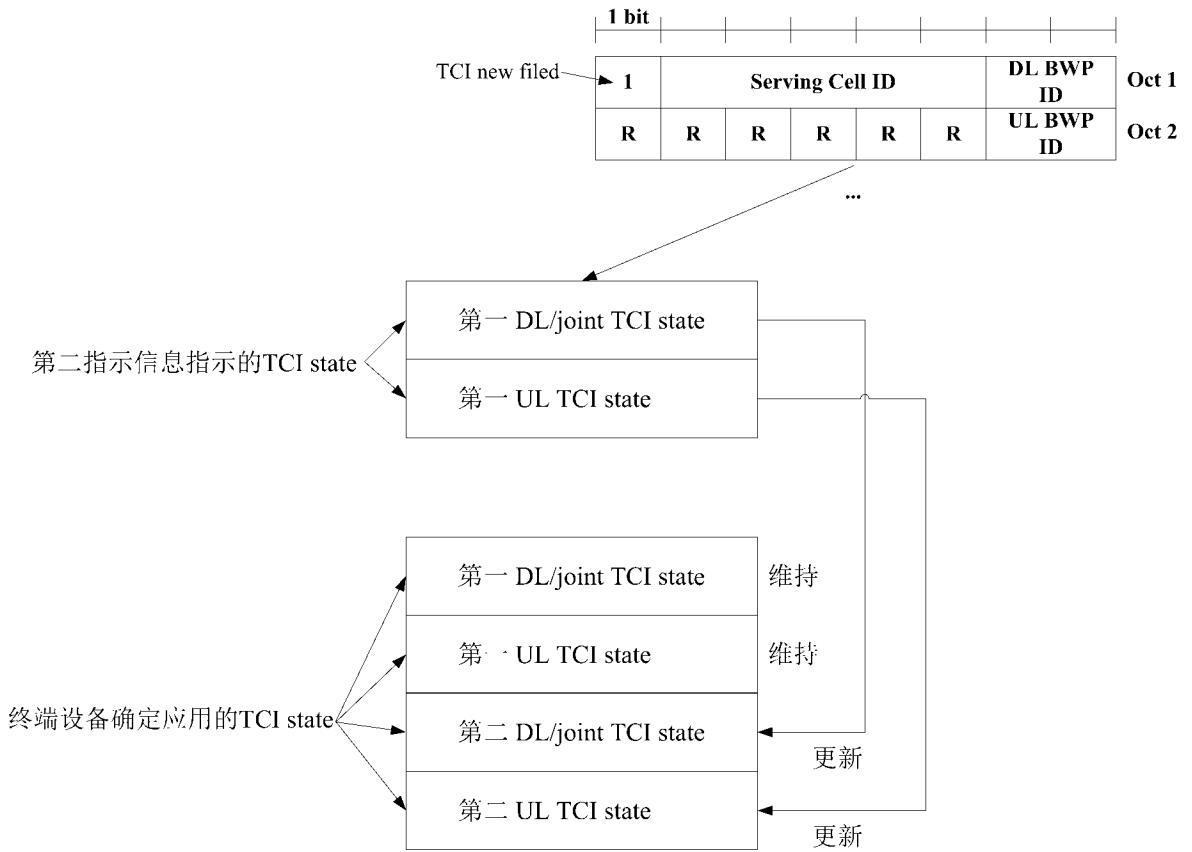 1 bit
TCI new filed
1
Serving Cell ID
DL BWP
ID
Oct 1
R
R
R
R
R
R
UL BWP
ID
Oct 2
...
第二指示信息指示的TCI state
第一 DL/joint TCI state
第一 UL TCI state
终端设备确定应用的TCI state
第一 DL/joint TCI state
维持
第一 UL TCI state
维持
第二 DL/joint TCI state
更新
第二 UL TCI state
更新